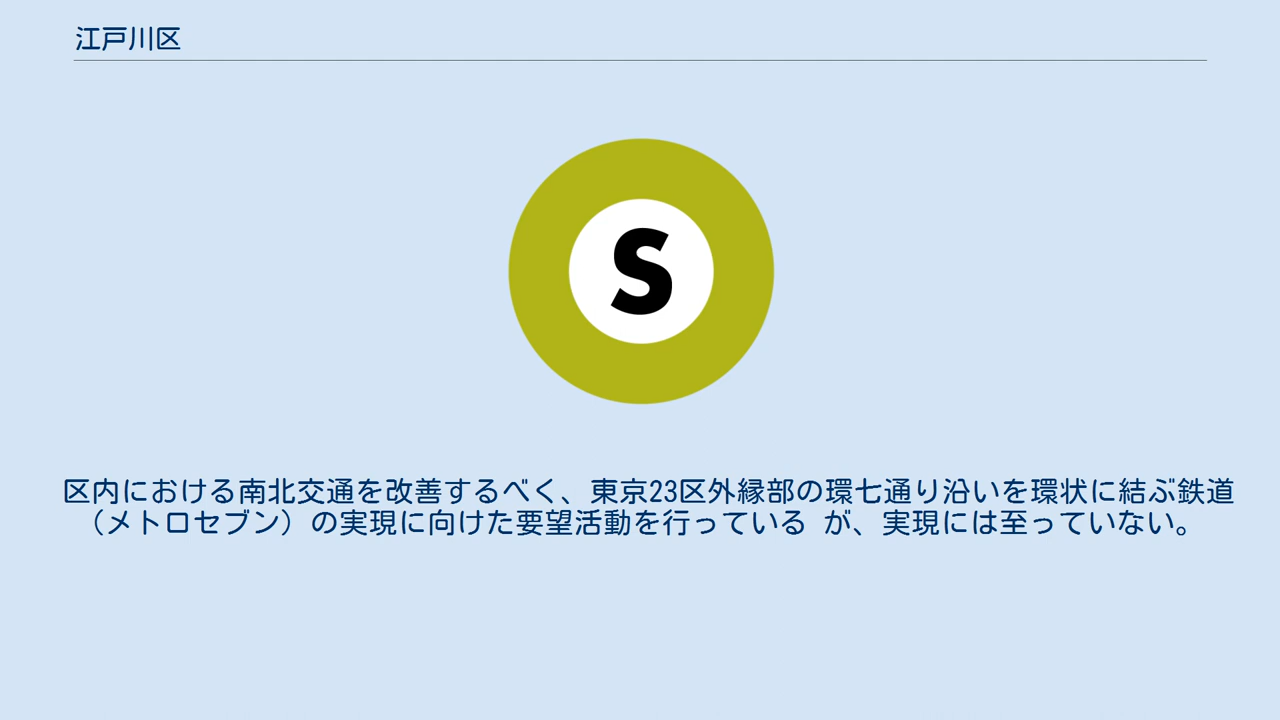 江戸川区
S
区内における南北交通を改善するべく、東京23区外縁部の環七通り沿いを環状に結ぶ鉄道
（メトロセブン）の実現に向けた要望活動を行っている が、実現には至っていない。